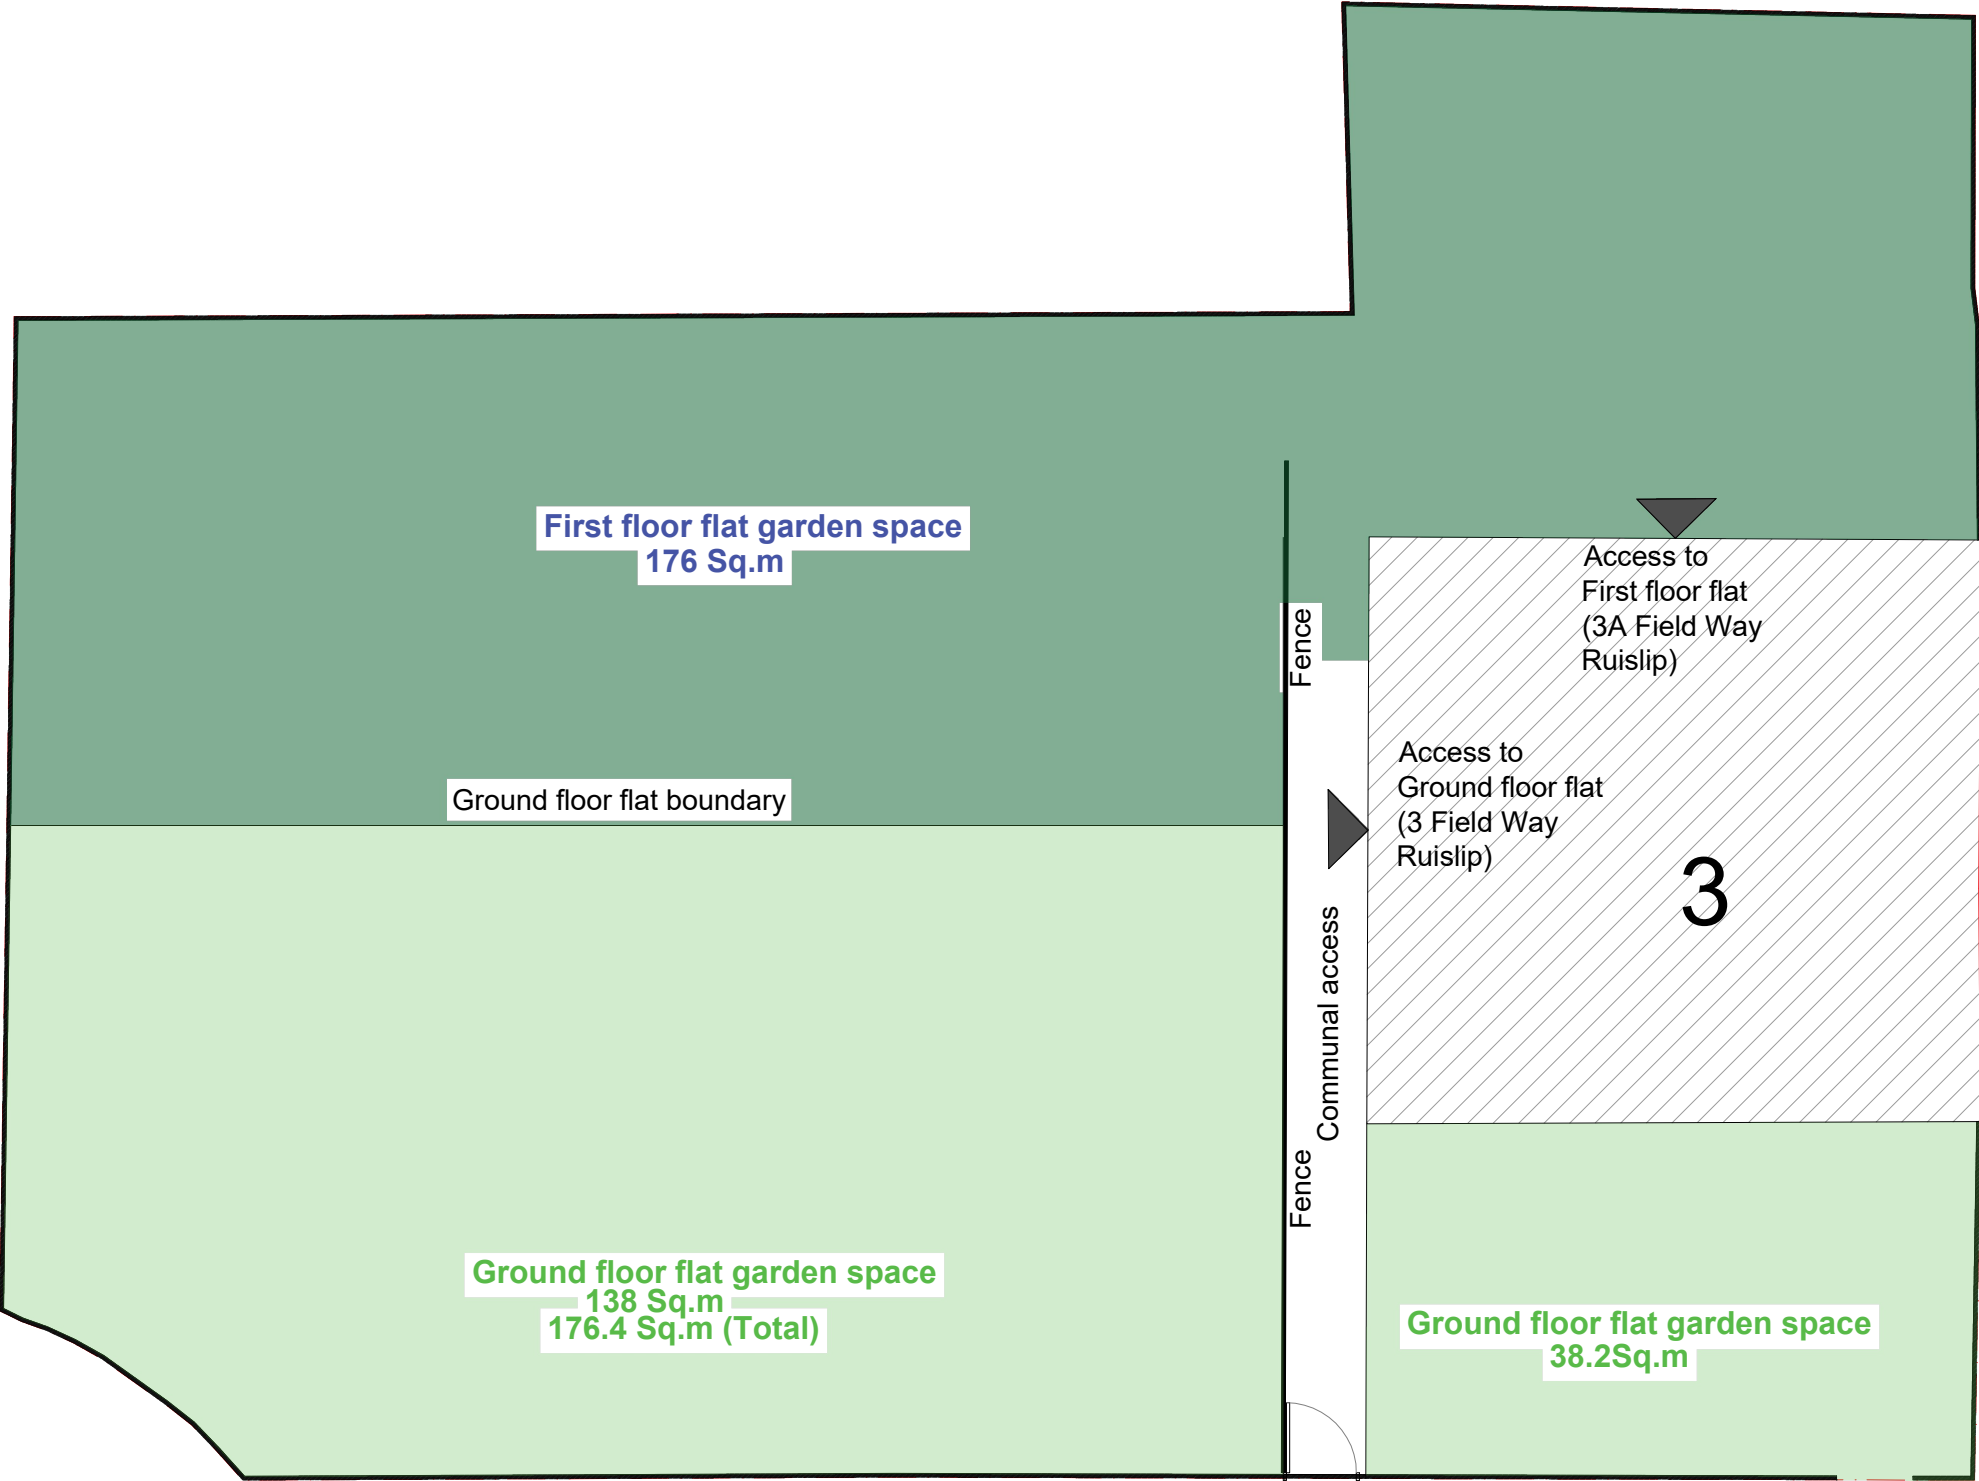 First floor flat garden space
176 Sq.m
Access to
First floor flat
(3A Field Way
Ruislip)
Fence
Access to
Ground floor flat
(3 Field Way
Ruislip)
Ground floor flat boundary
3
Communal access
Fence
Ground floor flat garden space
138 Sq.m
176.4 Sq.m (Total)
Ground floor flat garden space
38.2Sq.m